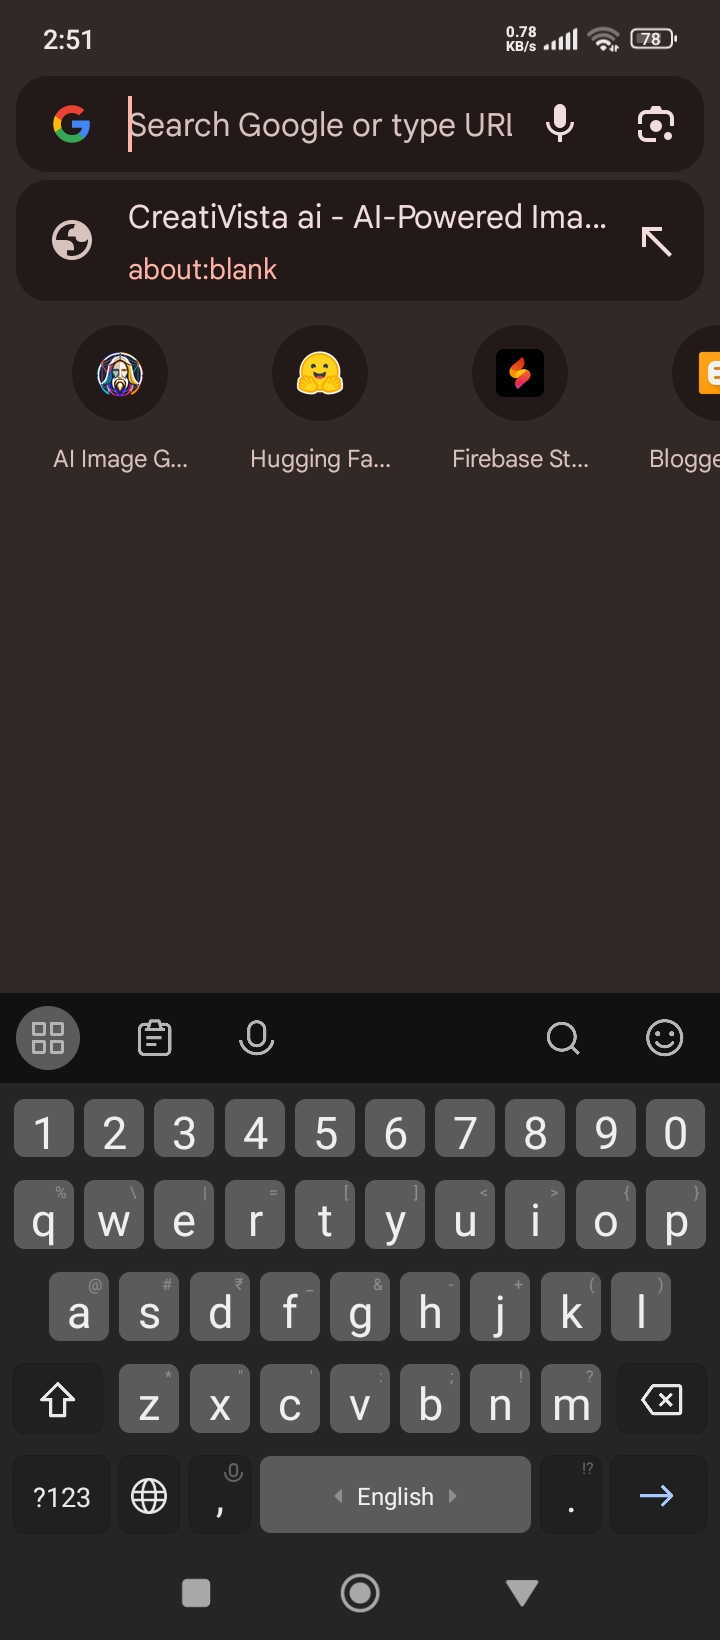 2:51
0.78
KB/s
78
Search Google or type URL
CreatiVista ai - AI-Powered Ima...
about:blank
AI Image G...
Hugging Fa...
Firebase St...
Blogge
1 2 3 4 5 6 7 8 9 0
% \ | = [ ] < > { }
q w e r t y u i o p
@ # ₹ _ & - + ( )
a s d f g h j k l
* " ' : ; ! ?
z x c v b n m
?123 , English . !?